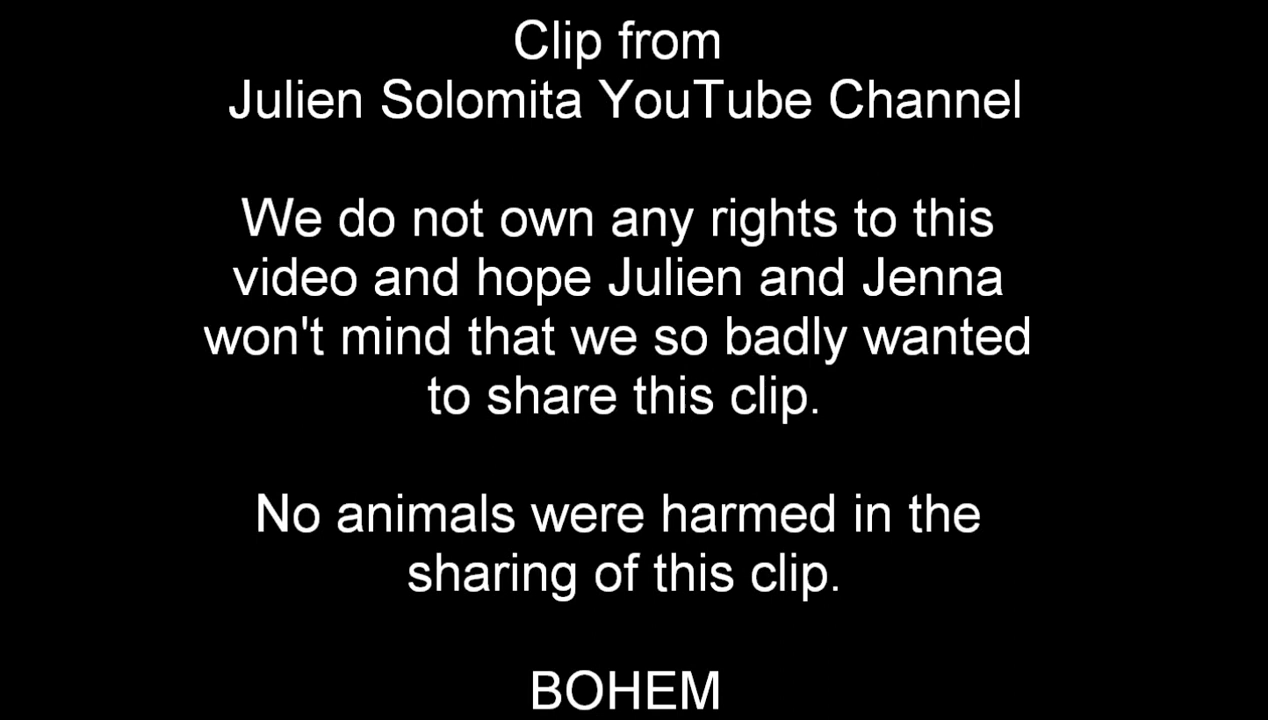 Clip from
Julien Solomita YouTube Channel
We do not own any rights to this
video and hope Julien and Jenna
won't mind that we so badly wanted
to share this clip.
No animals were harmed in the
sharing of this clip.
BOHEM